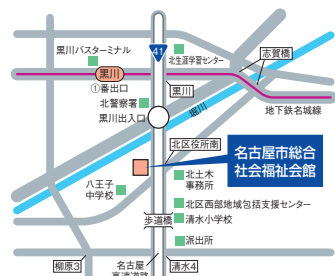 黒川バスターミナル
41
北生涯学習センター
志賀橋
黒川
①番出口
黒川
北警察署
堀川
地下鉄名城線
黒川出入口
北区役所南
名古屋市総合
社会福祉会館
八王子
中学校
北土木
事務所
北区西部地域包括支援センター
歩道橋
清水小学校
派出所
柳原3
名古屋
高速道路
清水4